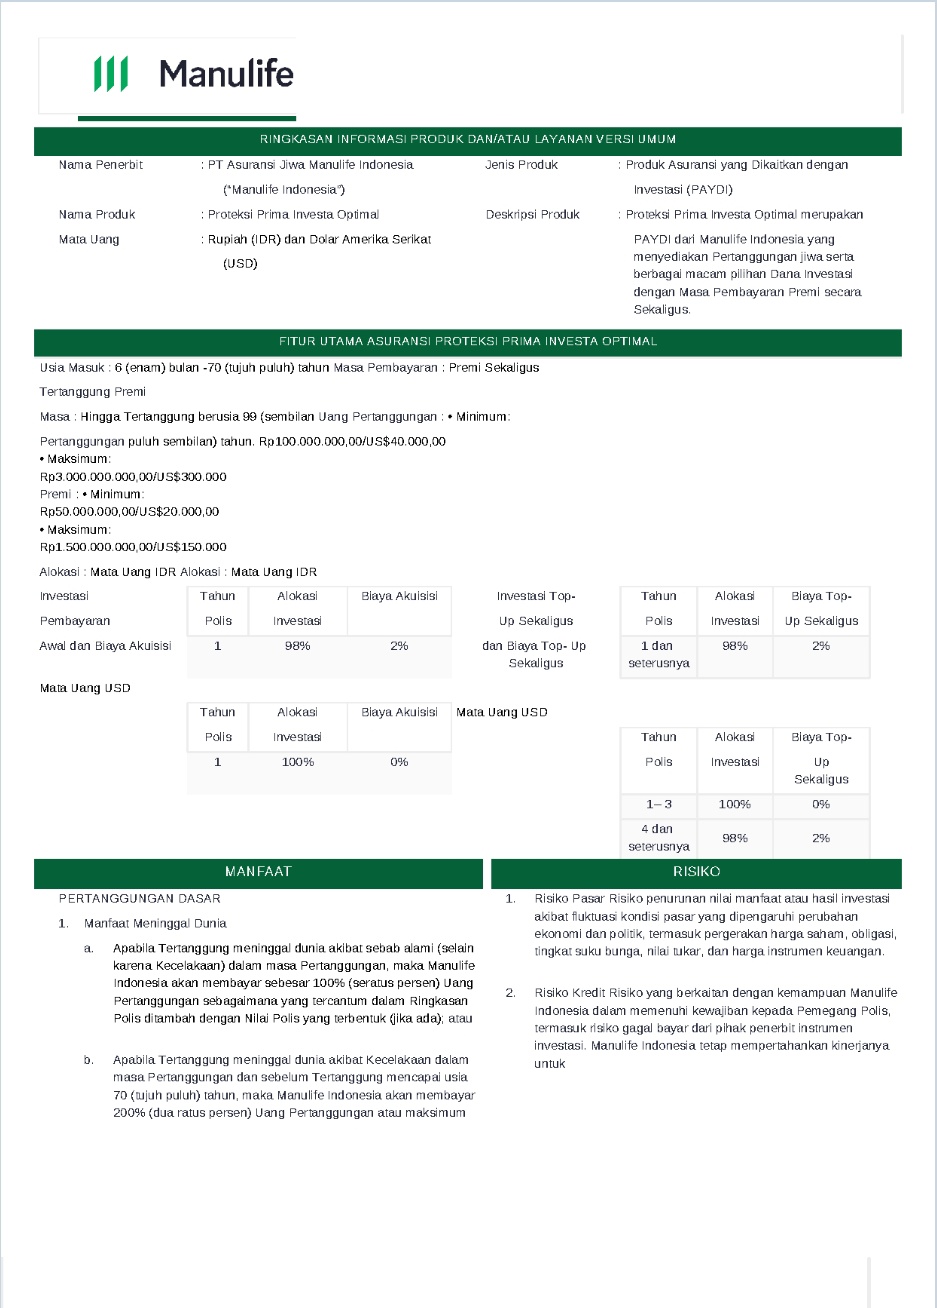 Manulife
RINGKASAN INFORMASI PRODUK DAN/ATAU LAYANAN VERSI UMUM
Nama Penerbit : PT Asuransi Jiwa Manulife Indonesia
("Manulife Indonesia")
Nama Produk : Proteksi Prima Investa Optimal
Mata Uang : Rupiah (IDR) dan Dolar Amerika Serikat
(USD)
Jenis Produk : Produk Asuransi yang Dikaitkan dengan
Investasi (PAYDI)
Deskripsi Produk : Proteksi Prima Investa Optimal merupakan
PAYDI dari Manulife Indonesia yang
menyediakan Pertanggungan jiwa serta
berbagai macam pilihan Dana Investasi
dengan Masa Pembayaran Premi secara
Sekaligus.
FITUR UTAMA ASURANSI PROTEKSI PRIMA INVESTA OPTIMAL
Usia Masuk : 6 (enam) bulan -70 (tujuh puluh) tahun Masa Pembayaran : Premi Sekaligus
Tertanggung Premi
Masa : Hingga Tertanggung berusia 99 (sembilan Uang Pertanggungan : • Minimum:
Pertanggungan puluh sembilan) tahun. Rp100.000.000,00/US$40.000,00
• Maksimum:
Rp3.000.000.000,00/US$300.000
Premi : • Minimum:
Rp50.000.000,00/US$20.000,00
• Maksimum:
Rp1.500.000.000,00/US$150.000
Alokasi : Mata Uang IDR Alokasi : Mata Uang IDR
Investasi Tahun Alokasi Biaya Akuisisi
Pembayaran Polis Investasi
Awal dan Biaya Akuisisi 1 98% 2%
Investasi Top- Tahun Alokasi Biaya Top-
Up Sekaligus Polis Investasi Up Sekaligus
dan Biaya Top- Up 1 dan 98% 2%
Sekaligus seterusnya
Mata Uang USD
Tahun Alokasi Biaya Akuisisi
Polis Investasi
1 100% 0%
Mata Uang USD
Tahun Alokasi Biaya Top-
Polis Investasi Up
Sekaligus
1– 3 100% 0%
4 dan
seterusnya 98% 2%
MANFAAT
PERTANGGUNGAN DASAR
1. Manfaat Meninggal Dunia
a. Apabila Tertanggung meninggal dunia akibat sebab alami (selain
karena Kecelakaan) dalam masa Pertanggungan, maka Manulife
Indonesia akan membayar sebesar 100% (seratus persen) Uang
Pertanggungan sebagaimana yang tercantum dalam Ringkasan
Polis ditambah dengan Nilai Polis yang terbentuk (jika ada); atau
b. Apabila Tertanggung meninggal dunia akibat Kecelakaan dalam
masa Pertanggungan dan sebelum Tertanggung mencapai usia
70 (tujuh puluh) tahun, maka Manulife Indonesia akan membayar
200% (dua ratus persen) Uang Pertanggungan atau maksimum
RISIKO
1. Risiko Pasar Risiko penurunan nilai manfaat atau hasil investasi
akibat fluktuasi kondisi pasar yang dipengaruhi perubahan
ekonomi dan politik, termasuk pergerakan harga saham, obligasi,
tingkat suku bunga, nilai tukar, dan harga instrumen keuangan.
2. Risiko Kredit Risiko yang berkaitan dengan kemampuan Manulife
Indonesia dalam memenuhi kewajiban kepada Pemegang Polis,
termasuk risiko gagal bayar dari pihak penerbit instrumen
investasi. Manulife Indonesia tetap mempertahankan kinerjanya
untuk